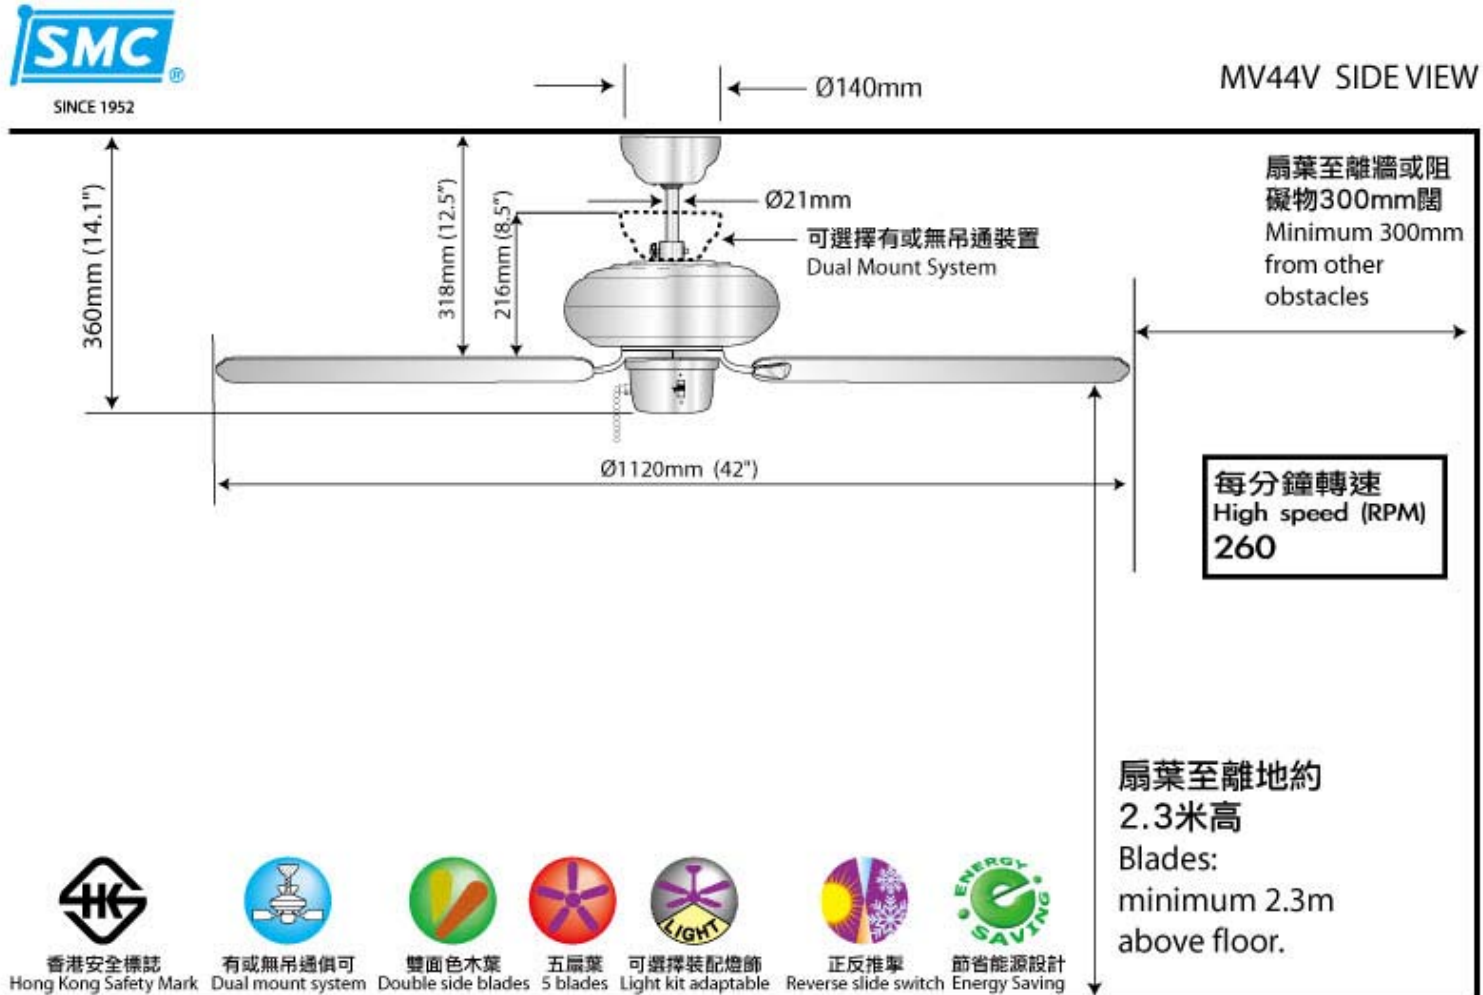 SMC
®
SINCE 1952
MV44V SIDE VIEW
Ø140mm
360mm (14.1")
318mm (12.5")
216mm (8.5")
Ø21mm
可選擇有或無吊通裝置
Dual Mount System
扇葉至離牆或阻
礙物300mm闊
Minimum 300mm
from other
obstacles
Ø1120mm (42")
每分鐘轉速
High speed (RPM)
260
扇葉至離地約
2.3米高
Blades:
minimum 2.3m
above floor.
HK
LIGHT
ENERGY
e
SAVING
香港安全標誌
Hong Kong Safety Mark
有或無吊通俱可
Dual mount system
雙面色木葉
Double side blades
五扇葉
5 blades
可選擇裝配燈飾
Light kit adaptable
正反推掣
Reverse slide switch
節省能源設計
Energy Saving